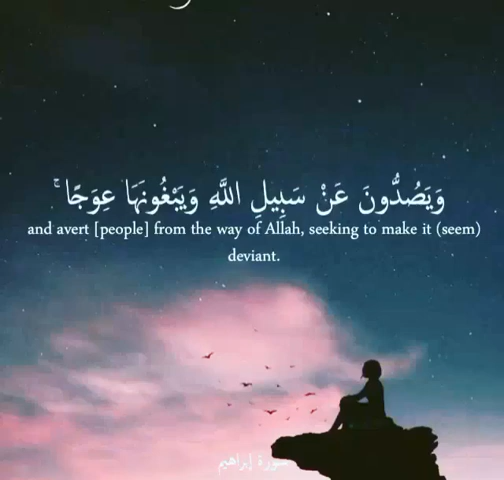 وَيَصُدُّونَ عَنْ سَبِيلِ اللَّهِ وَيَبْغُونَهَا عِوَجًا ۚ
and avert [people] from the way of Allah, seeking to make it (seem)
deviant.
سورة إبراهيم